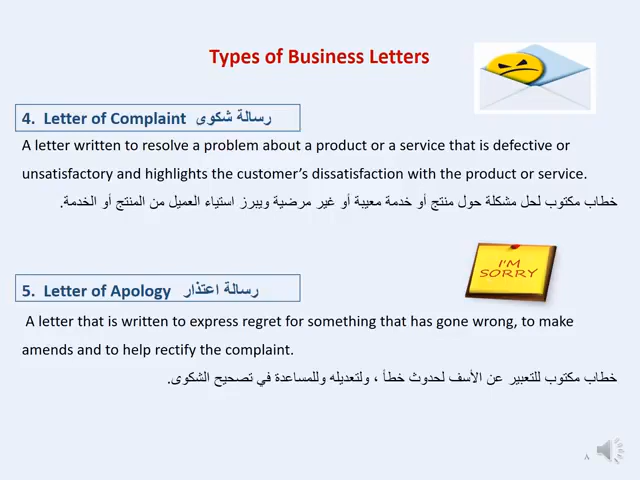 Types of Business Letters
4. Letter of Complaint رسالة شكوى
A letter written to resolve a problem about a product or a service that is defective or
unsatisfactory and highlights the customer's dissatisfaction with the product or service.
خطاب مكتوب لحل مشكلة حول منتج أو خدمة معيبة أو غير مرضية ويبرز استياء العميل من المنتج أو الخدمة.
I'M
SORRY
5. Letter of Apology رسالة اعتذار
A letter that is written to express regret for something that has gone wrong, to make
amends and to help rectify the complaint.
خطاب مكتوب للتعبير عن الأسف لحدوث خطأ ، ولتعديله وللمساعدة في تصحيح الشكوى.
٨